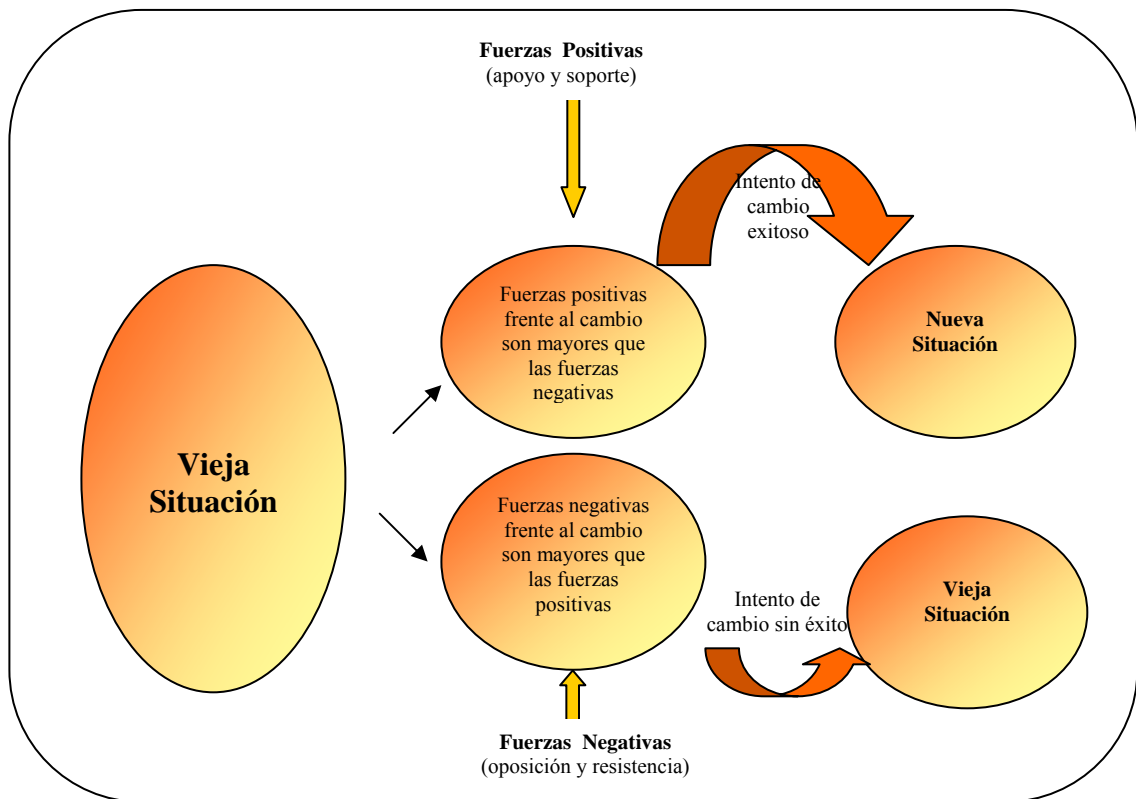 Fuerzas Positivas
(apoyo y soporte)
Intento de
cambio
exitoso
Fuerzas positivas
frente al cambio
son mayores que
las fuerzas
negativas
Nueva
Situación
Vieja
Situación
Fuerzas negativas
frente al cambio
son mayores que
las fuerzas
positivas
Intento de
cambio sin éxito
Vieja
Situación
Fuerzas Negativas
(oposición y resistencia)